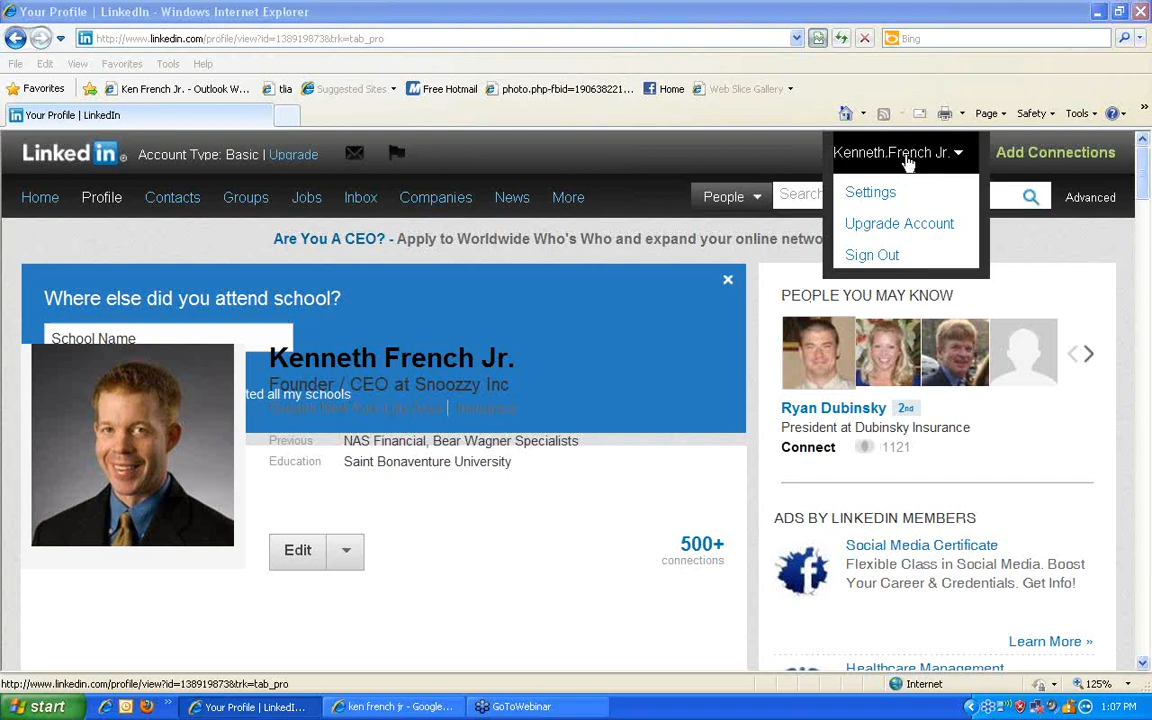 Your Profile | LinkedIn - Windows Internet Explorer
http://www.linkedin.com/profile/view?id=138919873&trk=tab_pro
Bing
File Edit View Favorites Tools Help
Favorites Ken French Jr. - Outlook W... tlia Suggested Sites Free Hotmail photo.php-fbid=190638221... Home Web Slice Gallery
Your Profile | LinkedIn Page Safety Tools »
Linked in Account Type: Basic | Upgrade Kenneth French Jr. Add Connections
Home Profile Contacts Groups Jobs Inbox Companies News More People Search Advanced
Settings
Upgrade Account
Sign Out
Are You A CEO? - Apply to Worldwide Who's Who and expand your online netwo
Where else did you attend school?
School Name
Kenneth French Jr.
Founder / CEO at Snoozzy Inc
ted all my schools
Greater New York City Area | Insurance
Previous NAS Financial, Bear Wagner Specialists
Education Saint Bonaventure University
Edit
500+
connections
PEOPLE YOU MAY KNOW
Ryan Dubinsky 2nd
President at Dubinsky Insurance
Connect 1121
ADS BY LINKEDIN MEMBERS
Social Media Certificate
Flexible Class in Social Media. Boost
Your Career & Credentials. Get Info!
Learn More »
Healthcare Management
http://www.linkedin.com/profile/view?id=138919873&trk=tab_pro Internet 125%
start Your Profile | LinkedI... ken french jr - Google... GoToWebinar 1:07 PM